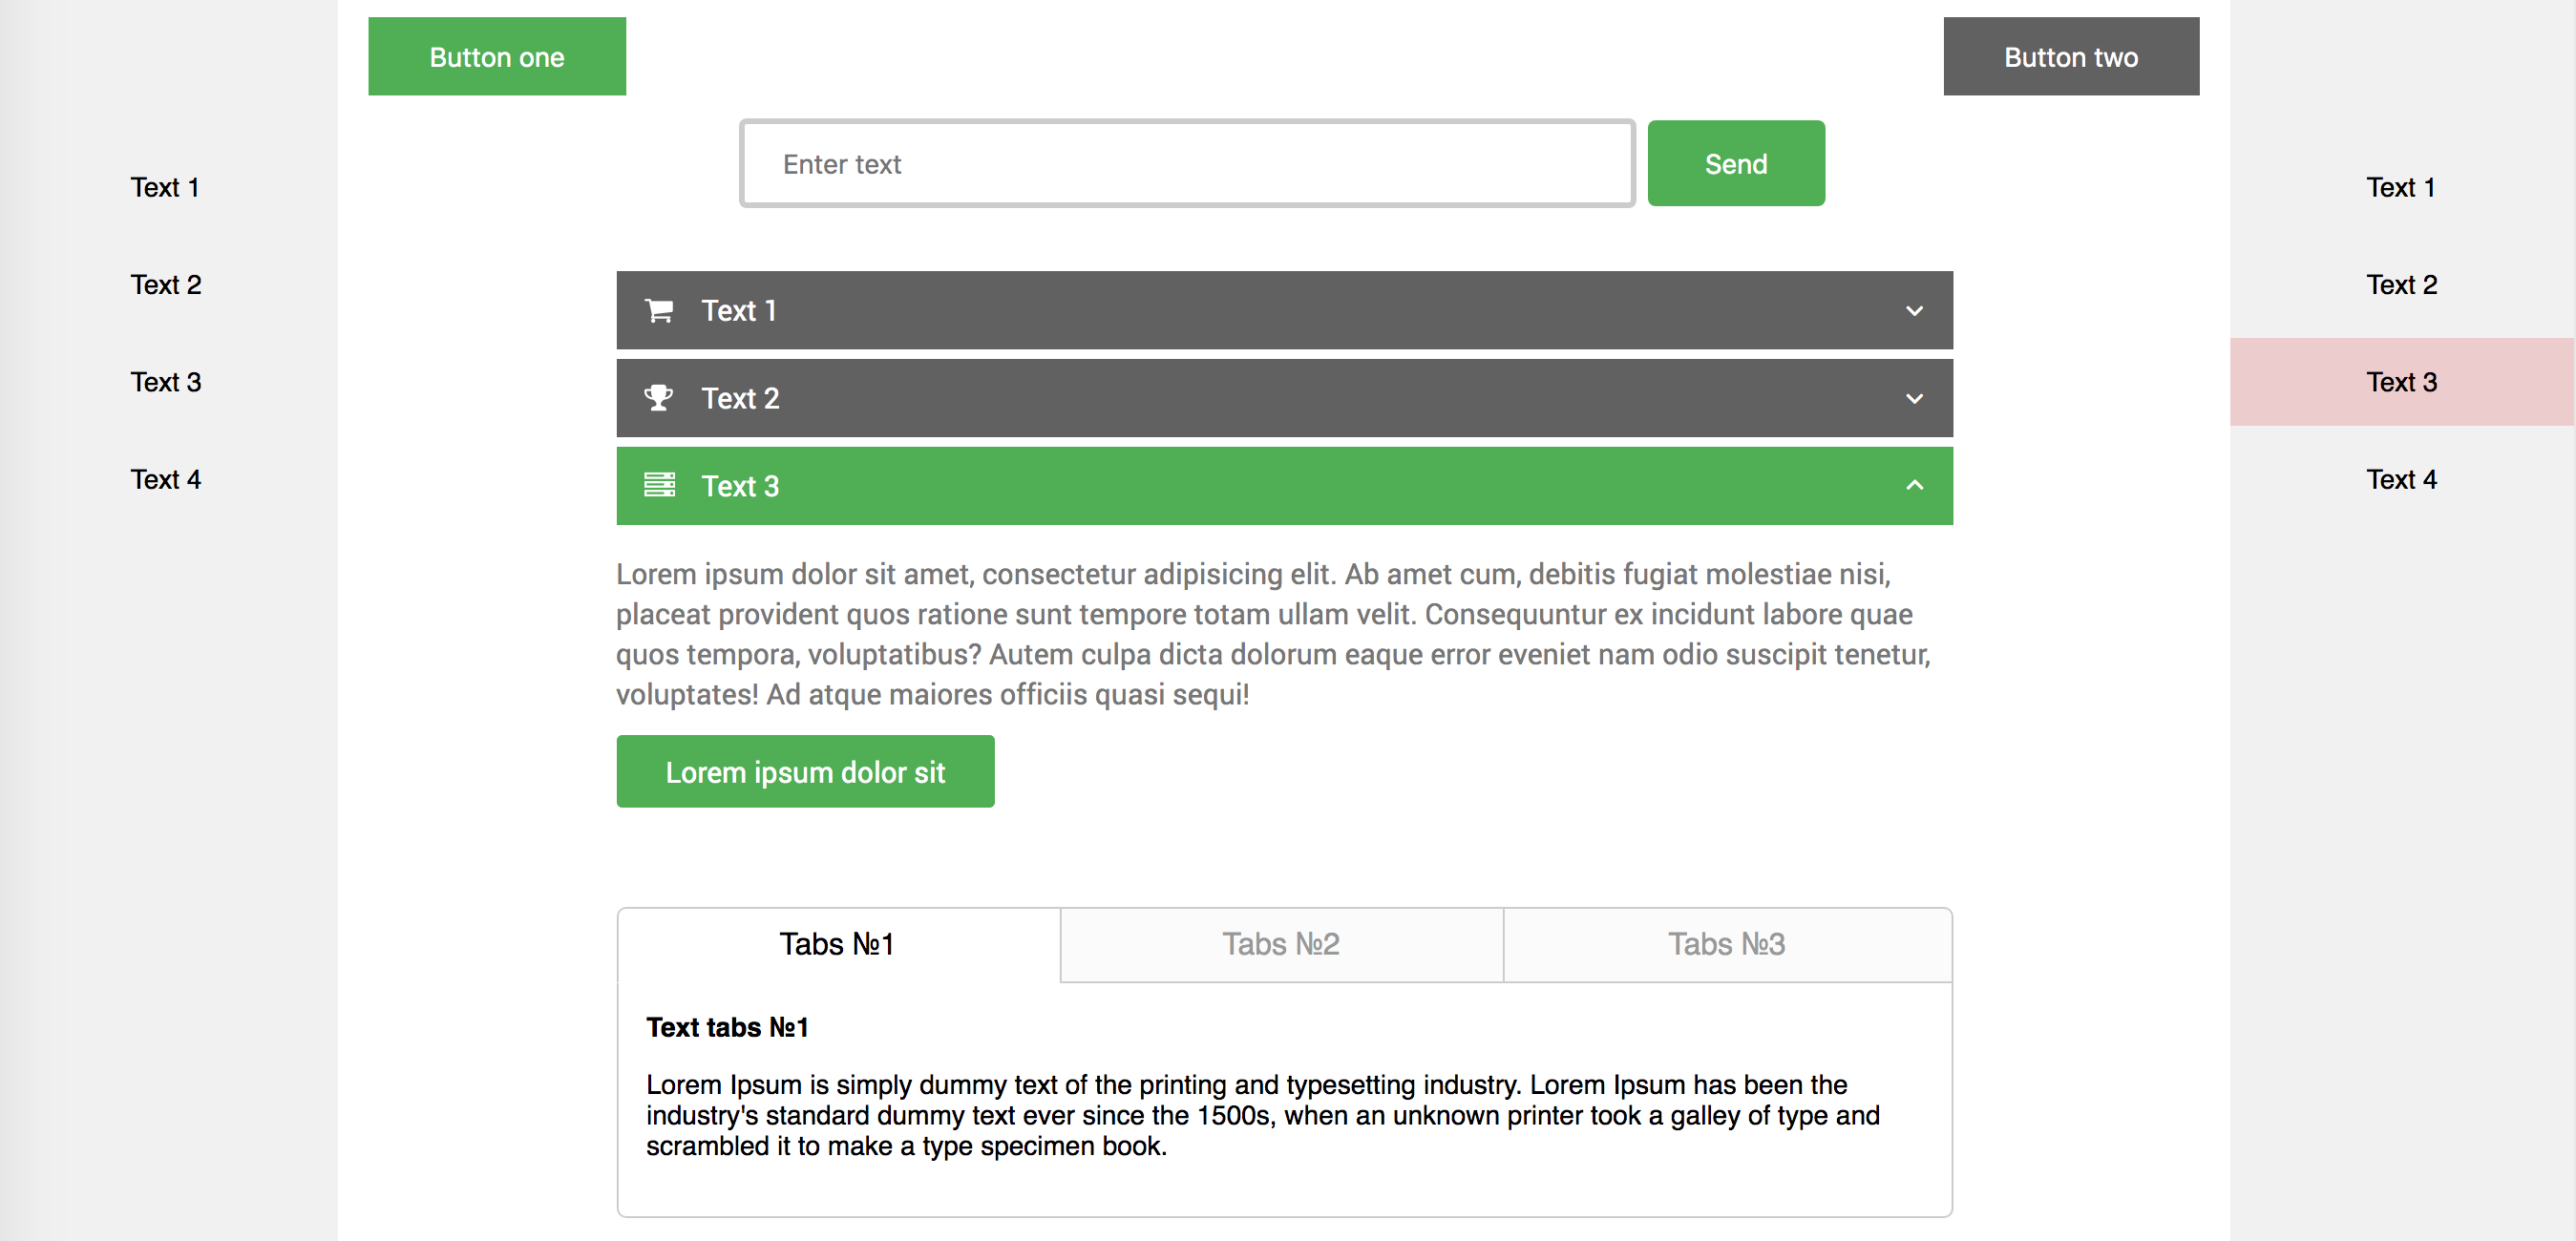 Button one
Button two
Enter text
Send
Text 1
Text 2
Text 3
Text 4
Text 1
Text 2
Text 3
Lorem ipsum dolor sit amet, consectetur adipisicing elit. Ab amet cum, debitis fugiat molestiae nisi,
placeat provident quos ratione sunt tempore totam ullam velit. Consequuntur ex incidunt labore quae
quos tempora, voluptatibus? Autem culpa dicta dolorum eaque error eveniet nam odio suscipit tenetur,
voluptates! Ad atque maiores officiis quasi sequi!
Lorem ipsum dolor sit
Tabs №1
Tabs №2
Tabs №3
Text tabs №1
Lorem Ipsum is simply dummy text of the printing and typesetting industry. Lorem Ipsum has been the
industry's standard dummy text ever since the 1500s, when an unknown printer took a galley of type and
scrambled it to make a type specimen book.
Text 1
Text 2
Text 3
Text 4